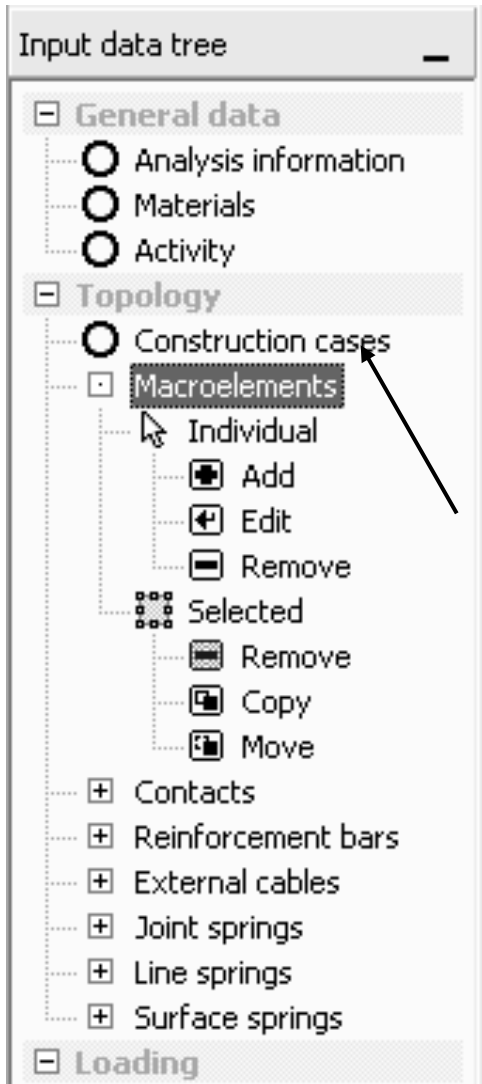 Input data tree
General data
Analysis information
Materials
Activity
Topology
Construction cases
Macroelements
Individual
Add
Edit
Remove
Selected
Remove
Copy
Move
Contacts
Reinforcement bars
External cables
Joint springs
Line springs
Surface springs
Loading